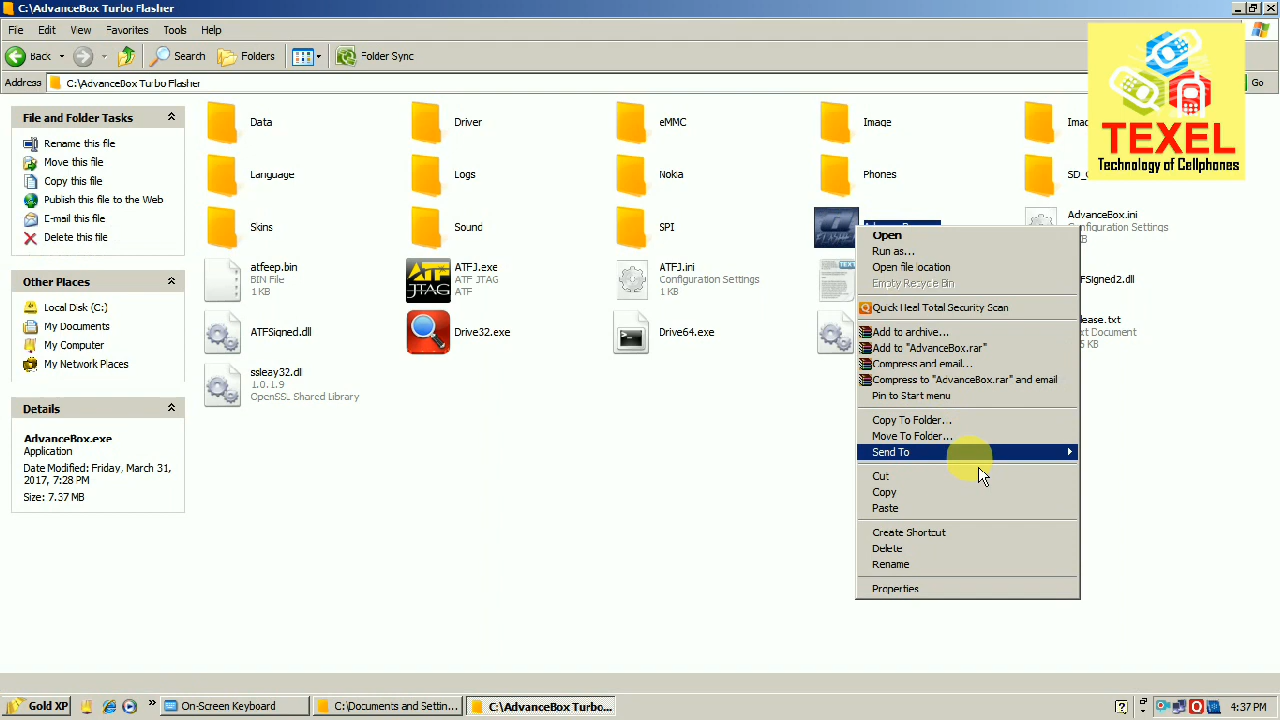 C:\AdvanceBox Turbo Flasher
File Edit View Favorites Tools Help
Back Search Folders Folder Sync
Address C:\AdvanceBox Turbo Flasher Go
TEXEL
Technology of Cellphones
File and Folder Tasks
Rename this file
Move this file
Copy this file
Publish this file to the Web
E-mail this file
Delete this file
Other Places
Local Disk (C:)
My Documents
My Computer
My Network Places
Details
AdvanceBox.exe
Application
Date Modified: Friday, March 31,
2017, 7:28 PM
Size: 7.37 MB
Data
Driver
eMMC
Image
Language
Logs
Nokia
Phones
Skins
Sound
SPI
AdvanceBox.ini
Configuration Settings
atfeep.bin
BIN File
1 KB
ATFJ.exe
ATF JTAG
ATF
ATFJ.ini
Configuration Settings
1 KB
TEXT
ATFSigned.dll
Drive32.exe
Drive64.exe
Text Document
ssleay32.dll
1.0.1.9
OpenSSL Shared Library
Open
Run as...
Open file location
Empty Recycle Bin
Quick Heal Total Security Scan
Add to archive...
Add to "AdvanceBox.rar"
Compress and email...
Compress to "AdvanceBox.rar" and email
Pin to Start menu
Copy To Folder...
Move To Folder...
Send To
Cut
Copy
Paste
Create Shortcut
Delete
Rename
Properties
Gold XP
On-Screen Keyboard
C:\Documents and Settin...
C:\AdvanceBox Turbo...
4:37 PM